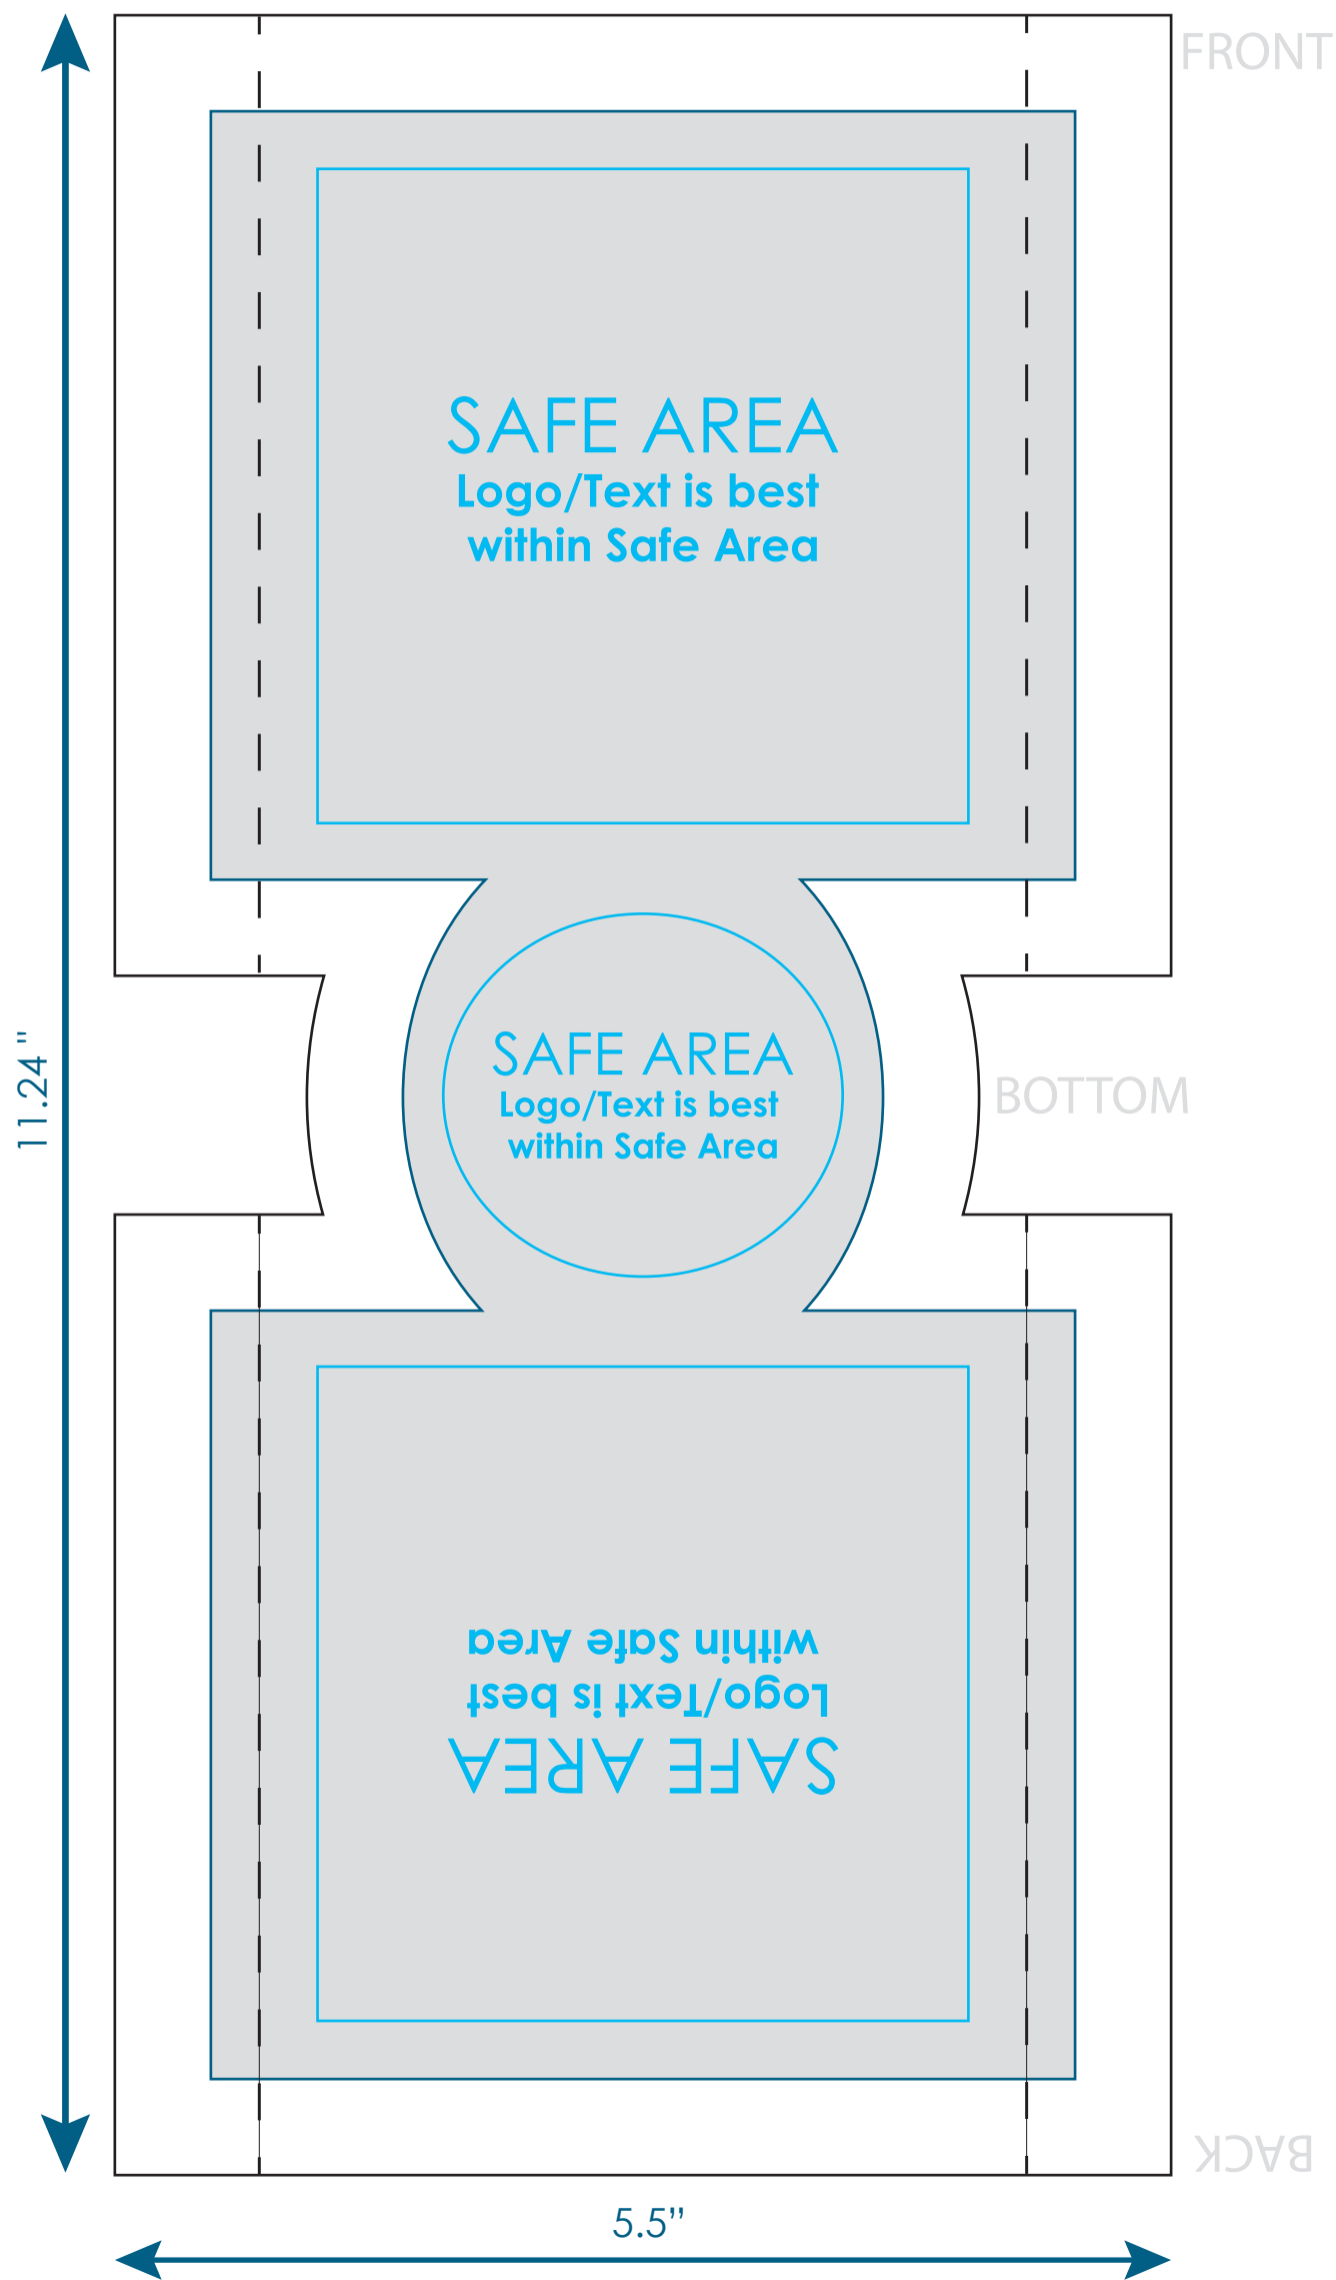 FRONT
SAFE AREA
Logo/Text is best
within Safe Area
11.24 "
SAFE AREA
Logo/Text is best
within Safe Area
BOTTOM
SAFE AREA
Logo/Text is best
within Safe Area
BACK
5.5”